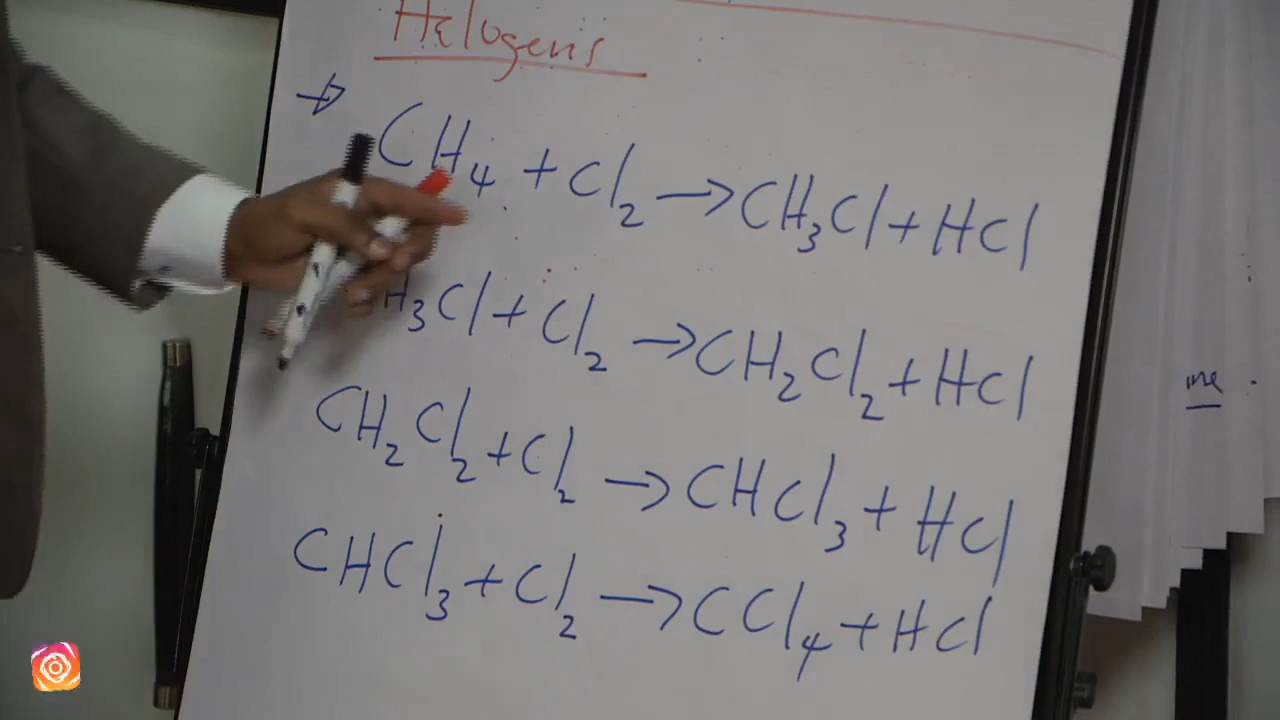 Halogens
→ CH₄ + Cl₂ → CH₃Cl + HCl
H₃Cl + Cl₂ → CH₂Cl₂ + HCl
CH₂Cl₂ + Cl₂ → CHCl₃ + HCl
CHCl₃ + Cl₂ → CCl₄ + HCl